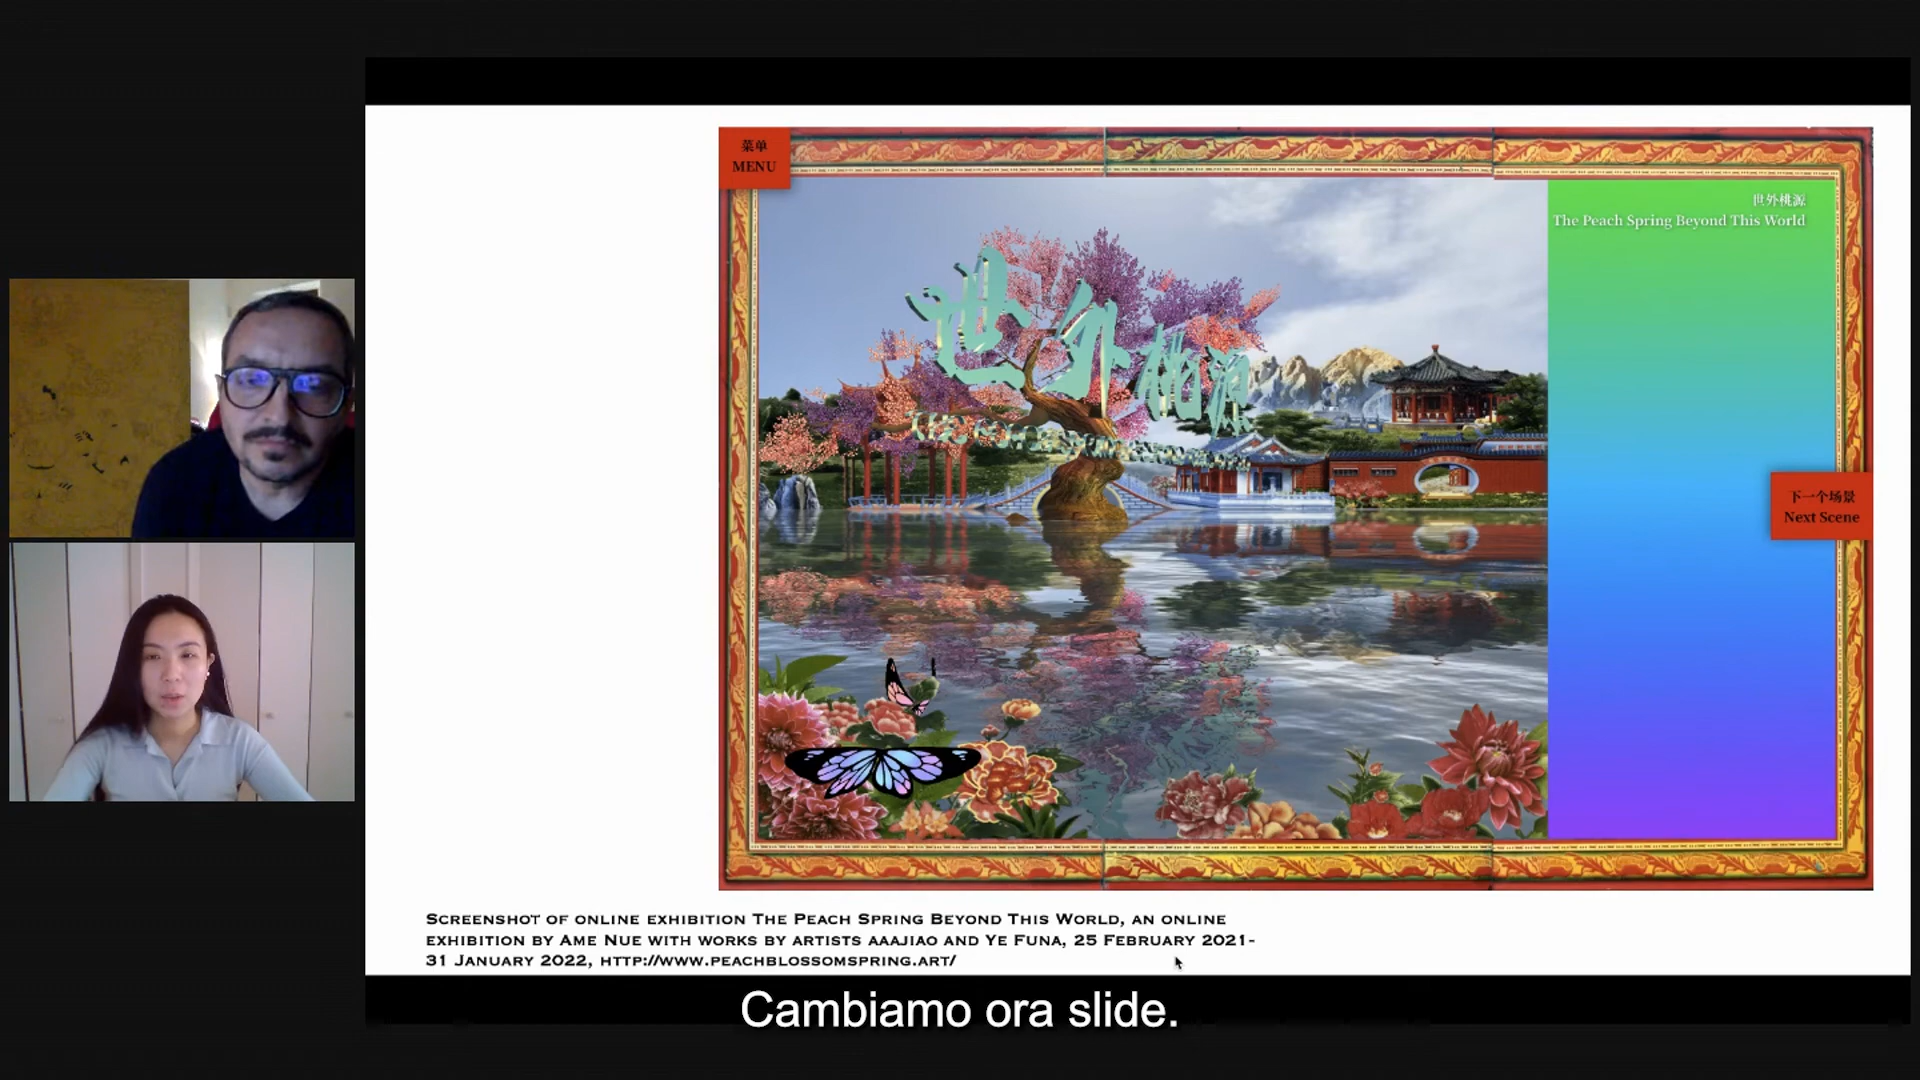 菜单
MENU
世外桃源
The Peach Spring Beyond This World
世外桃源
下一个场景
Next Scene
SCREENSHOT OF ONLINE EXHIBITION THE PEACH SPRING BEYOND THIS WORLD, AN ONLINE
EXHIBITION BY AME NUE WITH WORKS BY ARTISTS AAAJIAO AND YE FUNA, 25 FEBRUARY 2021-
31 JANUARY 2022, HTTP://WWW.PEACHBLOSSOMSPRING.ART/
Cambiamo ora slide.